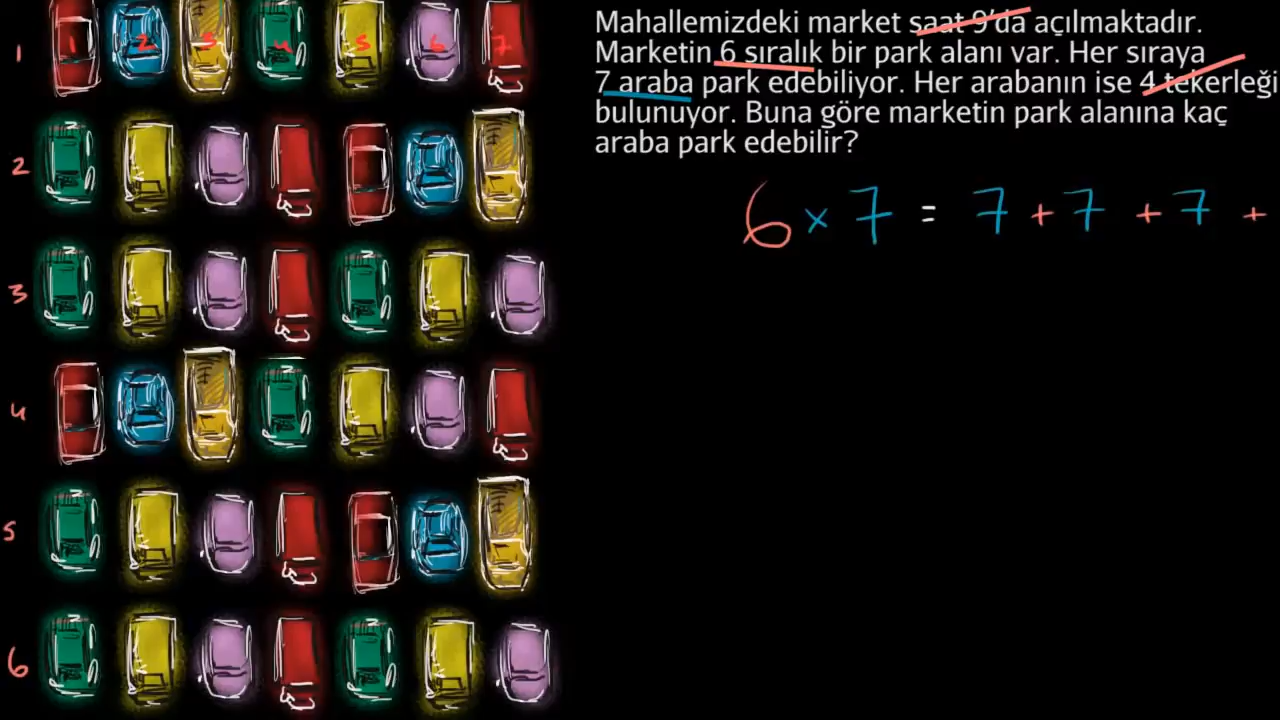 Mahallemizdeki market saat 9'da açılmaktadır.
Marketin 6 sıralık bir park alanı var. Her sıraya
7 araba park edebiliyor. Her arabanın ise 4 tekerleği
bulunuyor. Buna göre marketin park alanına kaç
araba park edebilir?
6 x 7 = 7 + 7 + 7 +
1 1 2 3 4 5 6 7
2
3
4
5
6